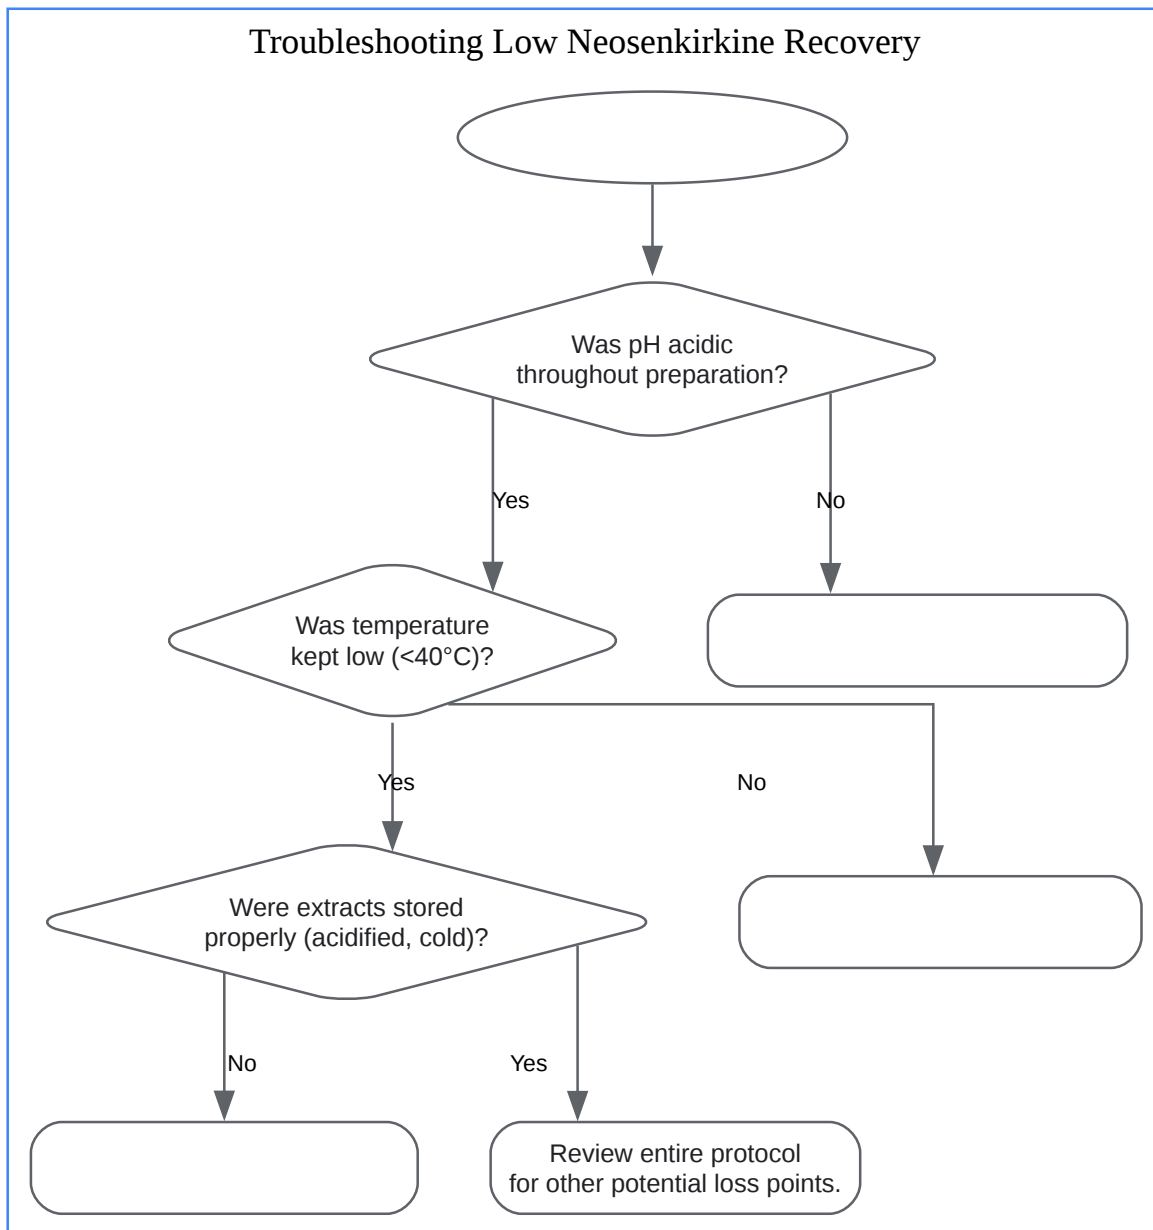 Troubleshooting Low Neosenkirkine Recovery
Was pH acidic
throughout preparation?
Yes
No
Was temperature
kept low (<40°C)?
Yes
No
Were extracts stored
properly (acidified, cold)?
No
Yes
Review entire protocol
for other potential loss points.